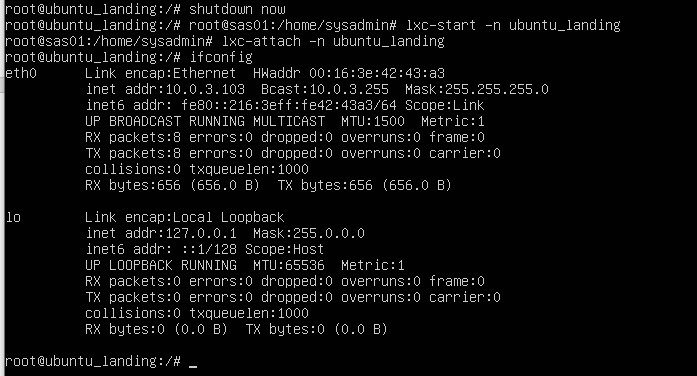 root@ubuntu_landing:/# shutdown now
root@ubuntu_landing:/# root@sas01:/home/sysadmin# lxc-start -n ubuntu_landing
root@sas01:/home/sysadmin# lxc-attach -n ubuntu_landing
root@ubuntu_landing:/# ifconfig
eth0      Link encap:Ethernet  HWaddr 00:16:3e:42:43:a3
          inet addr:10.0.3.103  Bcast:10.0.3.255  Mask:255.255.255.0
          inet6 addr: fe80::216:3eff:fe42:43a3/64 Scope:Link
          UP BROADCAST RUNNING MULTICAST  MTU:1500  Metric:1
          RX packets:8 errors:0 dropped:0 overruns:0 frame:0
          TX packets:8 errors:0 dropped:0 overruns:0 carrier:0
          collisions:0 txqueuelen:1000
          RX bytes:656 (656.0 B)  TX bytes:656 (656.0 B)

lo        Link encap:Local Loopback
          inet addr:127.0.0.1  Mask:255.0.0.0
          inet6 addr: ::1/128 Scope:Host
          UP LOOPBACK RUNNING  MTU:65536  Metric:1
          RX packets:0 errors:0 dropped:0 overruns:0 frame:0
          TX packets:0 errors:0 dropped:0 overruns:0 carrier:0
          collisions:0 txqueuelen:1000
          RX bytes:0 (0.0 B)  TX bytes:0 (0.0 B)

root@ubuntu_landing:/# _